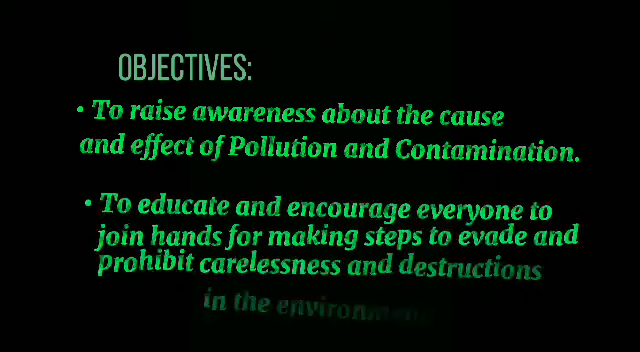 OBJECTIVES:
• To raise awareness about the cause
and effect of Pollution and Contamination.
• To educate and encourage everyone to
join hands for making steps to evade and
prohibit carelessness and destructions
in the environment